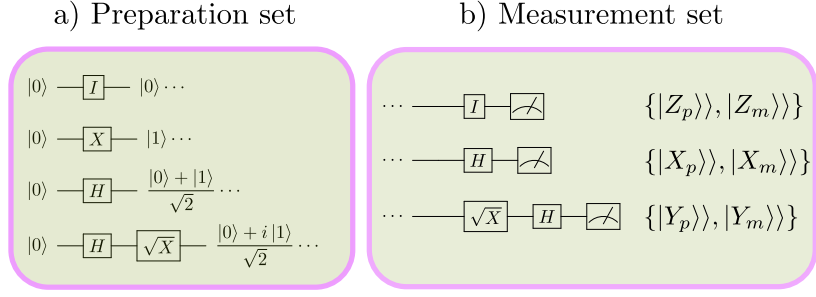 a) Preparation set
|0⟩ I |0⟩ ···
|0⟩ X |1⟩ ···
|0⟩ H |0⟩ + |1⟩ / √2 ···
|0⟩ H √X |0⟩ + i |1⟩ / √2 ···
b) Measurement set
··· I {|Z_p⟩⟩, |Z_m⟩⟩}
··· H {|X_p⟩⟩, |X_m⟩⟩}
··· √X H {|Y_p⟩⟩, |Y_m⟩⟩}